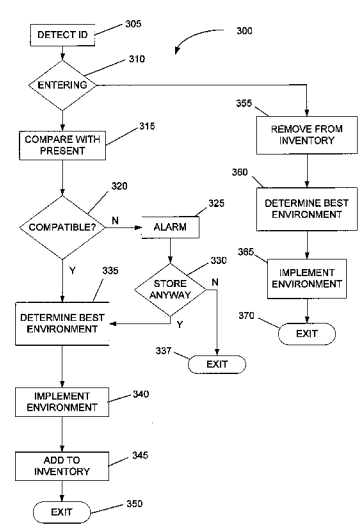 DETECT ID
305
300
310
ENTERING
315
COMPARE WITH
PRESENT
320
COMPATIBLE?
N
Y
325
ALARM
330
STORE
ANYWAY
N
Y
337
EXIT
335
DETERMINE BEST
ENVIRONMENT
340
IMPLEMENT
ENVIRONMENT
345
ADD TO
INVENTORY
350
EXIT
355
REMOVE FROM
INVENTORY
360
DETERMINE BEST
ENVIRONMENT
365
IMPLEMENT
ENVIRONMENT
370
EXIT